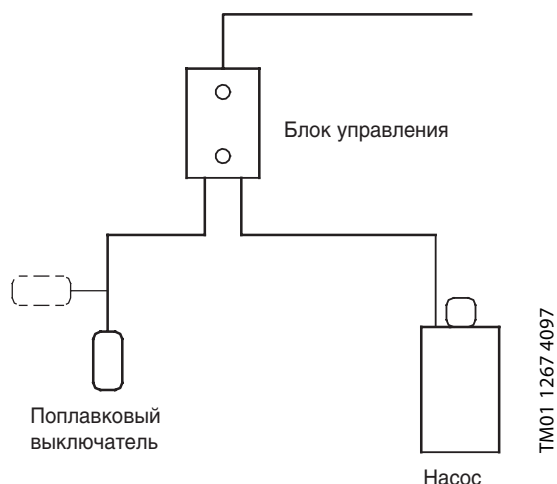 Блок управления
Поплавковый
выключатель
Насос
TM01 1267 4097